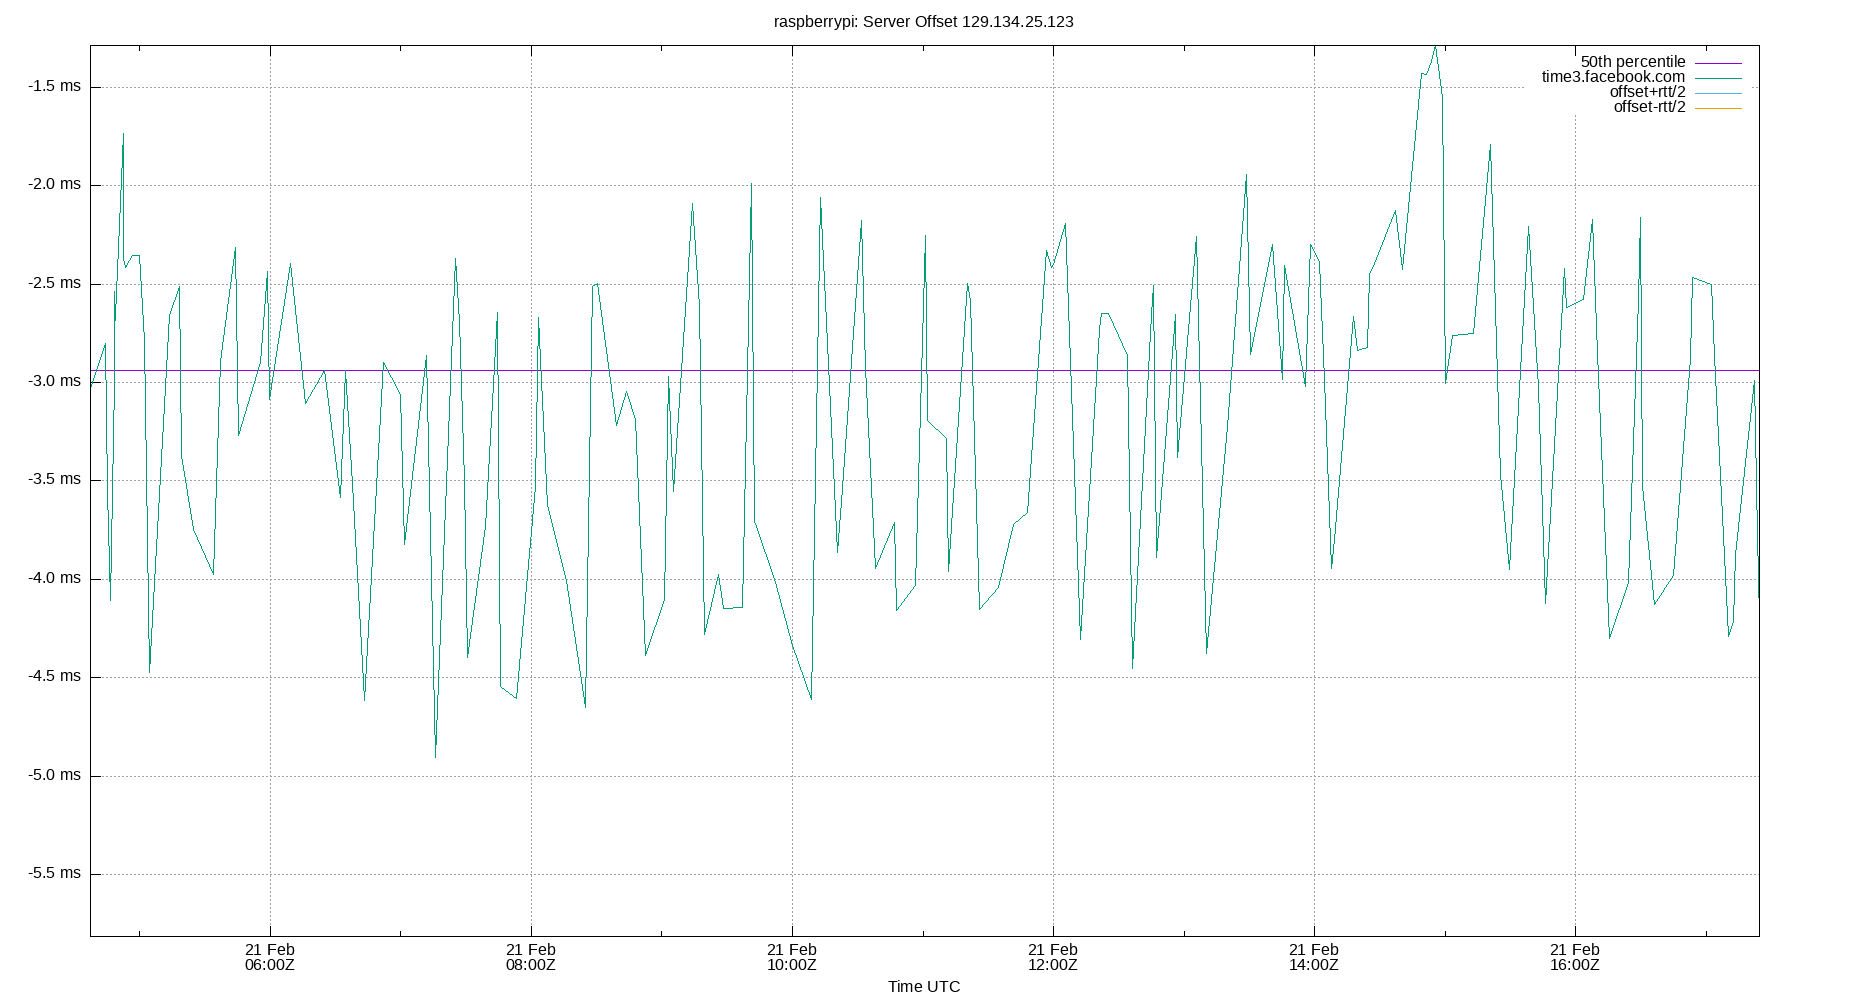 raspberrypi: Server Offset 129.134.25.123
50th percentile
time3.facebook.com
offset+rtt/2
offset-rtt/2
-1.5 ms
-2.0 ms
-2.5 ms
-3.0 ms
-3.5 ms
-4.0 ms
-4.5 ms
-5.0 ms
-5.5 ms
21 Feb 21 Feb 21 Feb 21 Feb 21 Feb 21 Feb
06:00Z 08:00Z 10:00Z 12:00Z 14:00Z 16:00Z
Time UTC